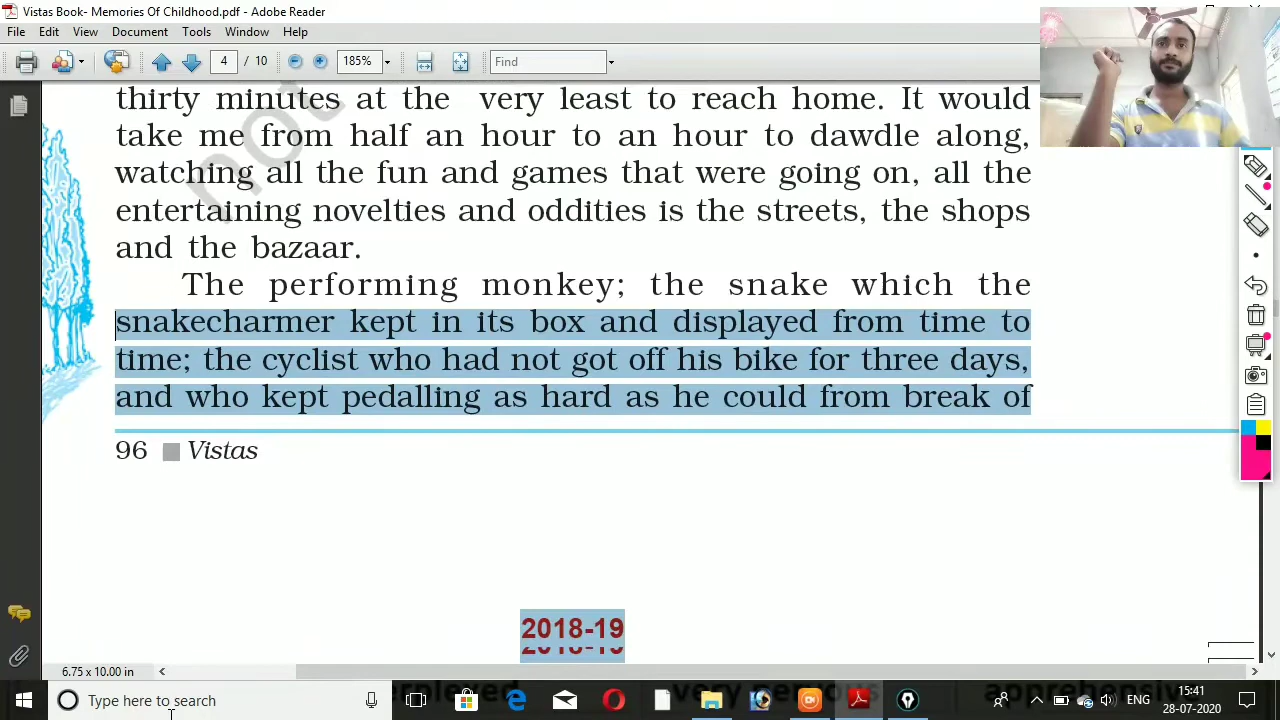 Vistas Book- Memories Of Childhood.pdf - Adobe Reader
File Edit View Document Tools Window Help
4 / 10 185% Find
thirty minutes at the very least to reach home. It would
take me from half an hour to an hour to dawdle along,
watching all the fun and games that were going on, all the
entertaining novelties and oddities is the streets, the shops
and the bazaar.
The performing monkey; the snake which the
snakecharmer kept in its box and displayed from time to
time; the cyclist who had not got off his bike for three days,
and who kept pedalling as hard as he could from break of
not
96 Vistas
2018-19
2018-19
6.75 x 10.00 in
very nervous
Type here to search
ENG
15:41
28-07-2020